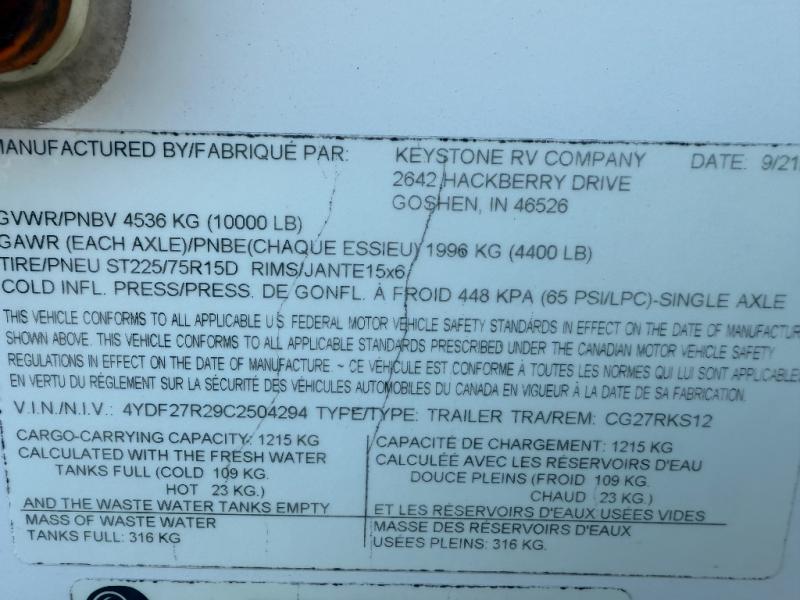 MANUFACTURED BY/FABRIQUÉ PAR: KEYSTONE RV COMPANY DATE: 9/21
2642 HACKBERRY DRIVE
GOSHEN, IN 46526
GVWR/PNBV 4536 KG (10000 LB)
GAWR (EACH AXLE)/PNBE(CHAQUE ESSIEU) 1996 KG (4400 LB)
TIRE/PNEU ST225/75R15D RIMS/JANTE15x6
COLD INFL. PRESS/PRESS. DE GONFL. À FROID 448 KPA (65 PSI/LPC)-SINGLE AXLE
THIS VEHICLE CONFORMS TO ALL APPLICABLE U.S FEDERAL MOTOR VEHICLE SAFETY STANDARDS IN EFFECT ON THE DATE OF MANUFACTUR
SHOWN ABOVE. THIS VEHICLE CONFORMS TO ALL APPLICABLE STANDARDS PRESCRIBED UNDER THE CANADIAN MOTOR VEHICLE SAFETY
REGULATIONS IN EFFECT ON THE DATE OF MANUFACTURE. ~ CE VÉHICULE EST CONFORME À TOUTES LES NORMES QUI LUI SONT APPLICABLES
EN VERTU DU RÉGLEMENT SUR LA SÉCURITÉ DES VÉHICULES AUTOMOBILES DU CANADA EN VIGUEUR À LA DATE DE SA FABRICATION.
V.I.N./N.I.V.: 4YDF27R29C2504294 TYPE/TYPE: TRAILER TRA/REM: CG27RKS12
CARGO-CARRYING CAPACITY: 1215 KG
CALCULATED WITH THE FRESH WATER
TANKS FULL (COLD 109 KG.
HOT 23 KG.)
AND THE WASTE WATER TANKS EMPTY
MASS OF WASTE WATER
TANKS FULL: 316 KG
CAPACITÉ DE CHARGEMENT: 1215 KG
CALCULÉE AVEC LES RÉSERVOIRS D'EAU
DOUCE PLEINS (FROID 109 KG.
CHAUD 23 KG.)
ET LES RÉSERVOIRS D'EAUX USÉES VIDES
MASSE DES RÉSERVOIRS D'EAUX
USÉES PLEINS: 316 KG.